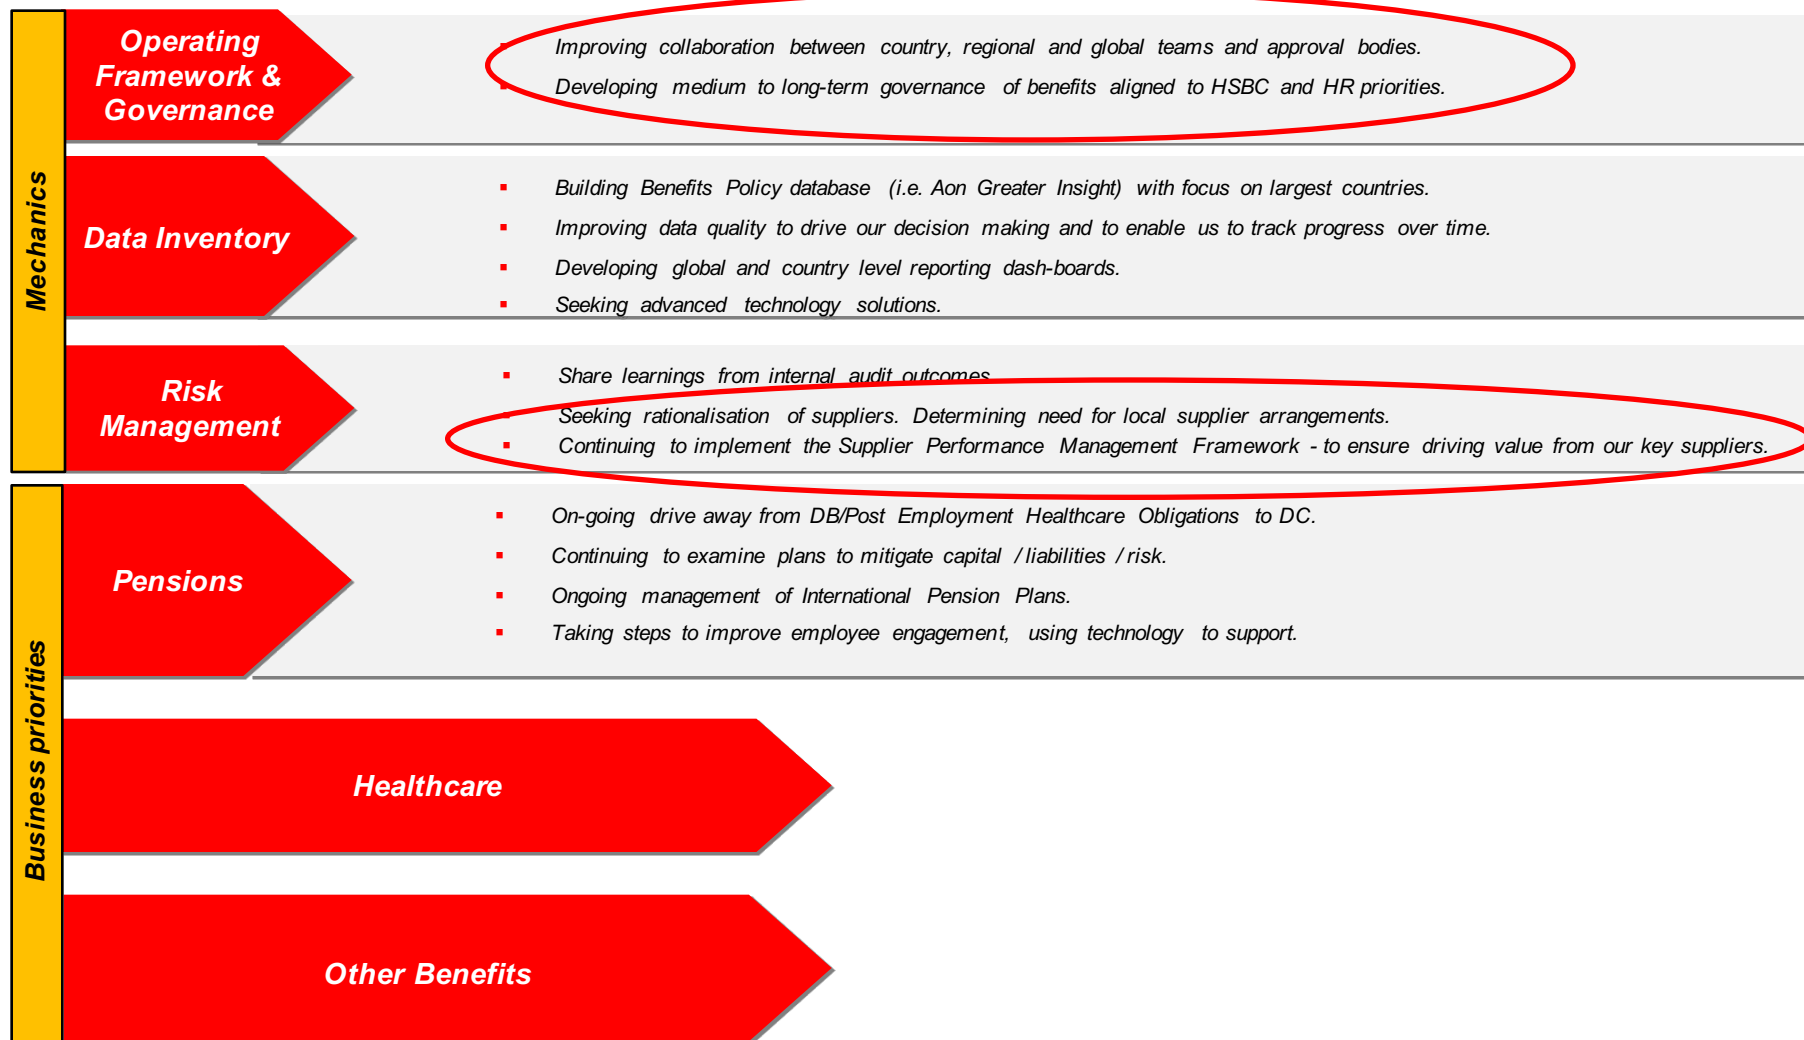 Mechanics
Operating
Framework &
Governance
Improving collaboration between country, regional and global teams and approval bodies.
Developing medium to long-term governance of benefits aligned to HSBC and HR priorities.
Data Inventory
Building Benefits Policy database (i.e. Aon Greater Insight) with focus on largest countries.
Improving data quality to drive our decision making and to enable us to track progress over time.
Developing global and country level reporting dash-boards.
Seeking advanced technology solutions.
Risk
Management
Share learnings from internal audit outcomes
Seeking rationalisation of suppliers. Determining need for local supplier arrangements.
Continuing to implement the Supplier Performance Management Framework - to ensure driving value from our key suppliers.
Business priorities
Pensions
On-going drive away from DB/Post Employment Healthcare Obligations to DC.
Continuing to examine plans to mitigate capital / liabilities / risk.
Ongoing management of International Pension Plans.
Taking steps to improve employee engagement, using technology to support.
Healthcare
Other Benefits